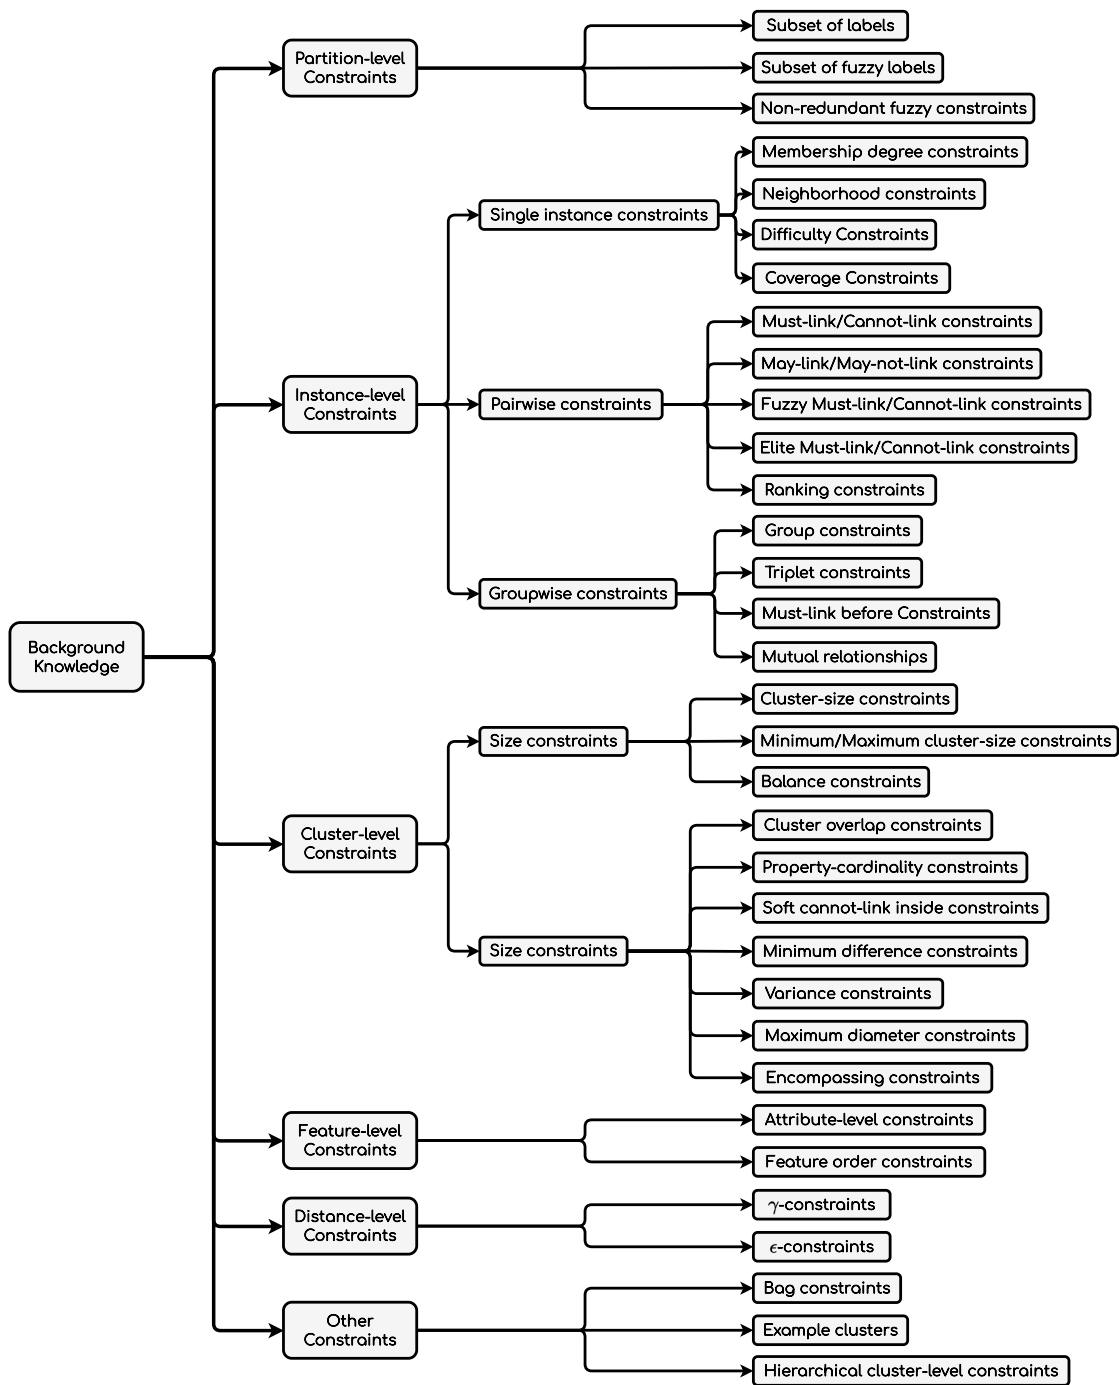 Background
Knowledge
Partition-level
Constraints
Subset of labels
Subset of fuzzy labels
Non-redundant fuzzy constraints
Instance-level
Constraints
Single instance constraints
Membership degree constraints
Neighborhood constraints
Difficulty Constraints
Coverage Constraints
Pairwise constraints
Must-link/Cannot-link constraints
May-link/May-not-link constraints
Fuzzy Must-link/Cannot-link constraints
Elite Must-link/Cannot-link constraints
Ranking constraints
Groupwise constraints
Group constraints
Triplet constraints
Must-link before Constraints
Mutual relationships
Cluster-level
Constraints
Size constraints
Cluster-size constraints
Minimum/Maximum cluster-size constraints
Balance constraints
Size constraints
Cluster overlap constraints
Property-cardinality constraints
Soft cannot-link inside constraints
Minimum difference constraints
Variance constraints
Maximum diameter constraints
Encompassing constraints
Feature-level
Constraints
Attribute-level constraints
Feature order constraints
Distance-level
Constraints
γ-constraints
ϵ-constraints
Other
Constraints
Bag constraints
Example clusters
Hierarchical cluster-level constraints